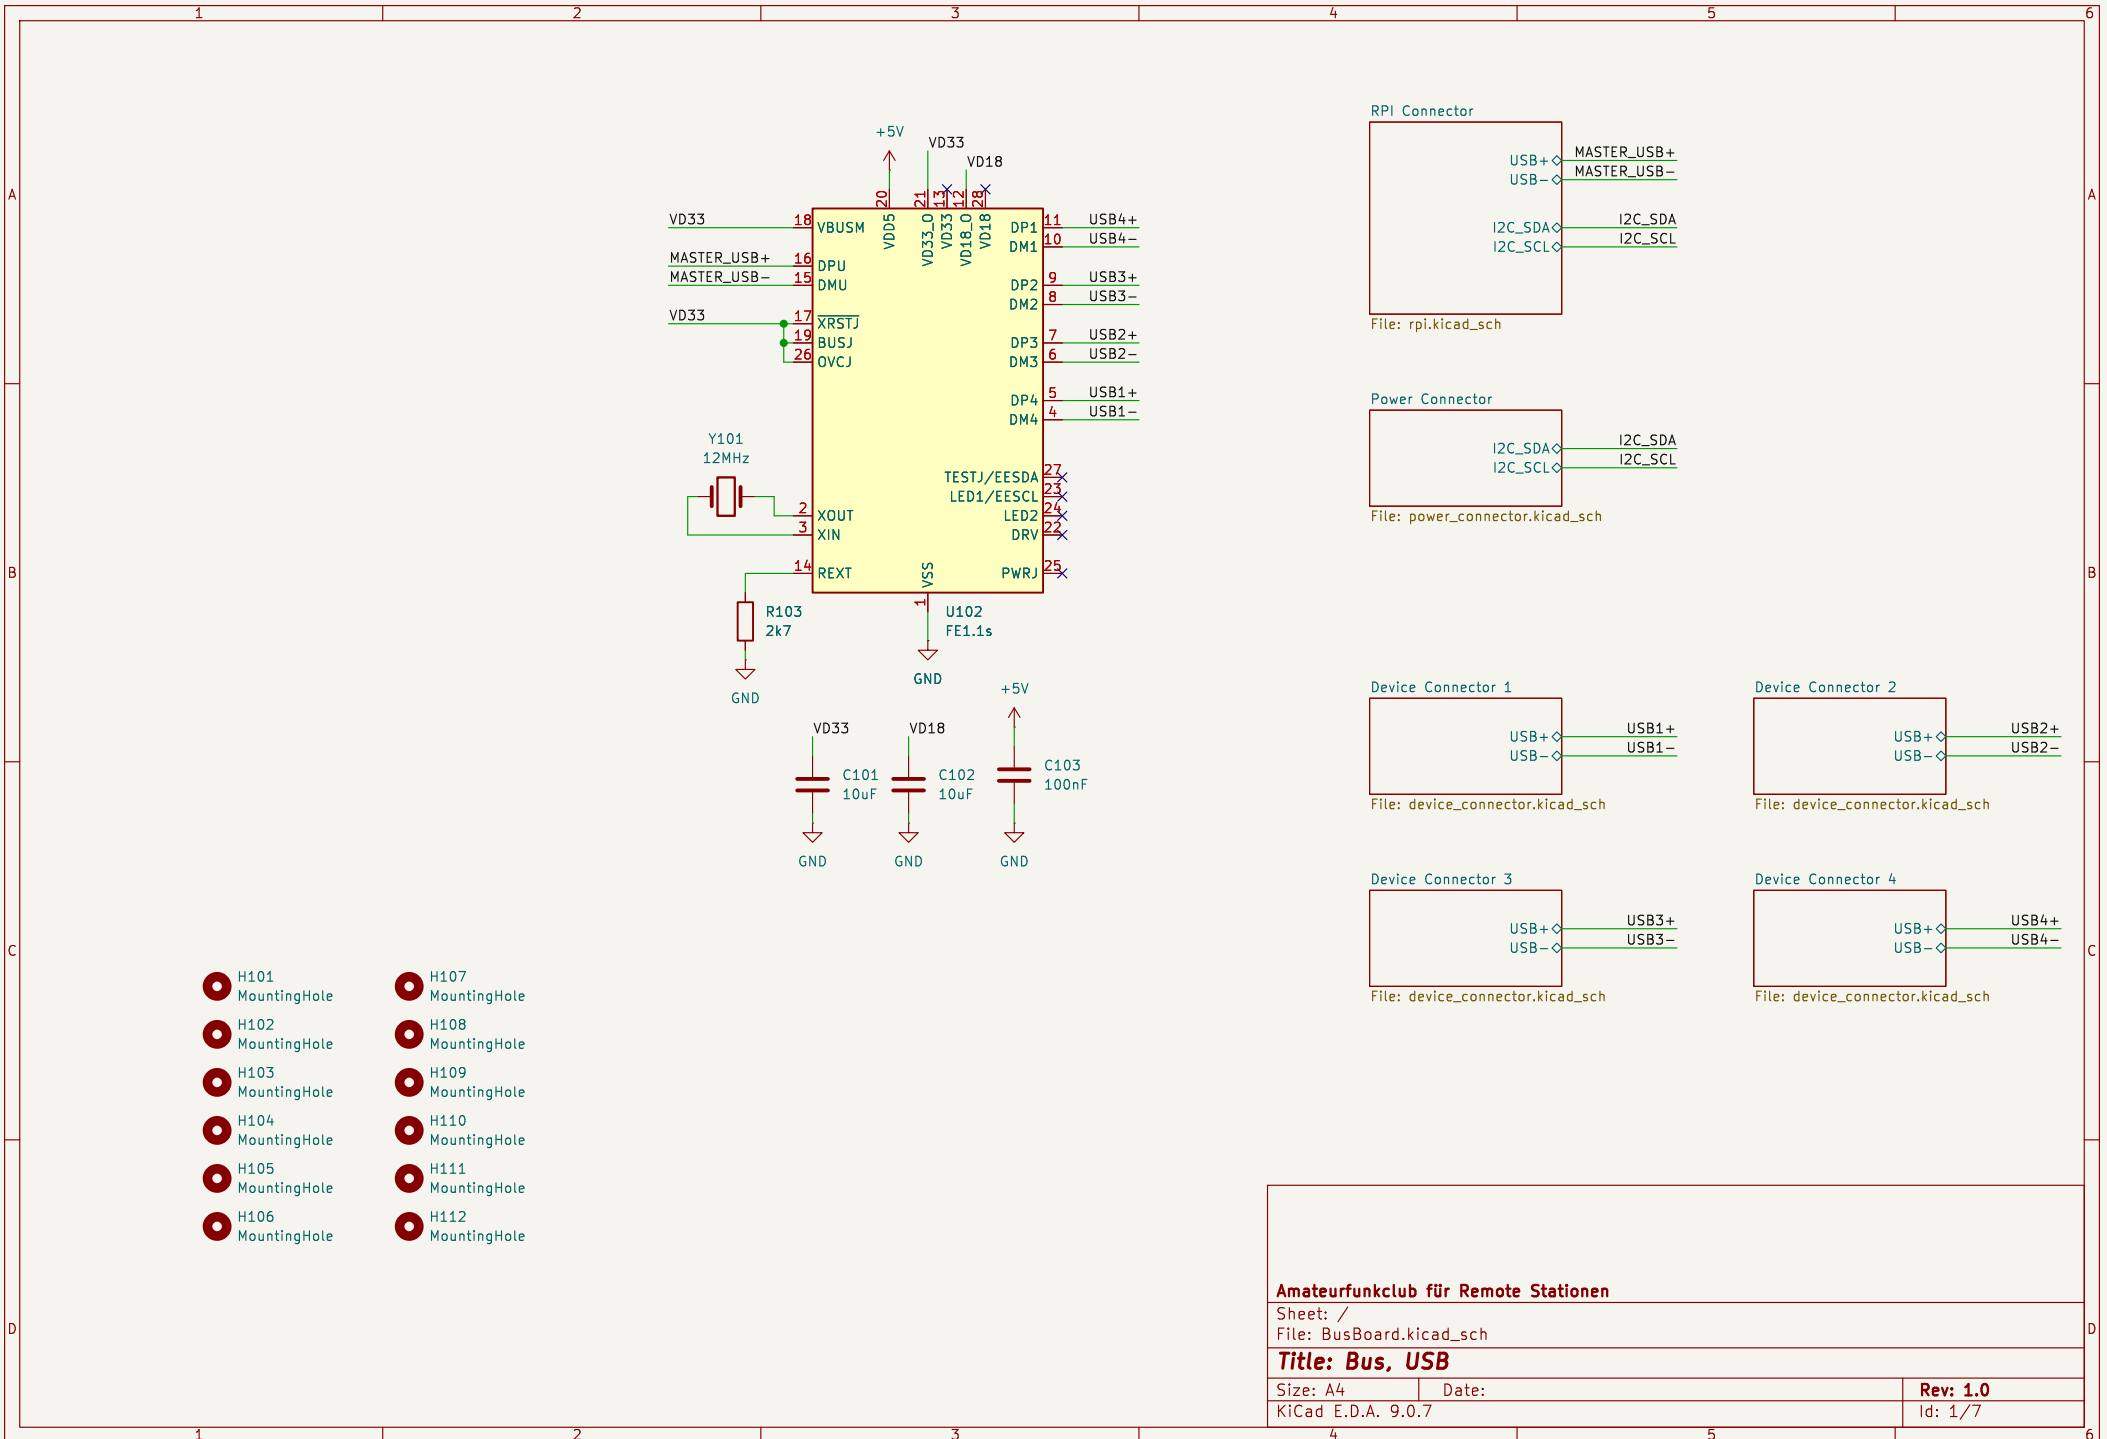 1 2 3 4 5 6
A A
B B
C C
D D
+5V
VD33
VD18
20 21 13 12 28
VDD5 VD33_O VD33 VD18_O VD18
VD33 18 VBUSM
MASTER_USB+ 16 DPU
MASTER_USB- 15 DMU
VD33 17 XRSTJ
19 BUSJ
26 OVCJ
Y101
12MHz
2 XOUT
3 XIN
14 REXT
R103
2k7
GND
DP1 11 USB4+
DM1 10 USB4-
DP2 9 USB3+
DM2 8 USB3-
DP3 7 USB2+
DM3 6 USB2-
DP4 5 USB1+
DM4 4 USB1-
TESTJ/EESDA 27
LED1/EESCL 23
LED2 24
DRV 22
PWRJ 25
VSS 1
U102
FE1.1s
GND
VD33
C101
10uF
GND
VD18
C102
10uF
GND
+5V
C103
100nF
GND
RPI Connector
USB+ MASTER_USB+
USB- MASTER_USB-
I2C_SDA I2C_SDA
I2C_SCL I2C_SCL
File: rpi.kicad_sch
Power Connector
I2C_SDA I2C_SDA
I2C_SCL I2C_SCL
File: power_connector.kicad_sch
Device Connector 1
USB+ USB1+
USB- USB1-
File: device_connector.kicad_sch
Device Connector 2
USB+ USB2+
USB- USB2-
File: device_connector.kicad_sch
Device Connector 3
USB+ USB3+
USB- USB3-
File: device_connector.kicad_sch
Device Connector 4
USB+ USB4+
USB- USB4-
File: device_connector.kicad_sch
H101
MountingHole
H102
MountingHole
H103
MountingHole
H104
MountingHole
H105
MountingHole
H106
MountingHole
H107
MountingHole
H108
MountingHole
H109
MountingHole
H110
MountingHole
H111
MountingHole
H112
MountingHole
Amateurfunkclub für Remote Stationen
Sheet: /
File: BusBoard.kicad_sch
Title: Bus, USB
Size: A4 Date: Rev: 1.0
KiCad E.D.A. 9.0.7 Id: 1/7
1 2 3 4 5 6